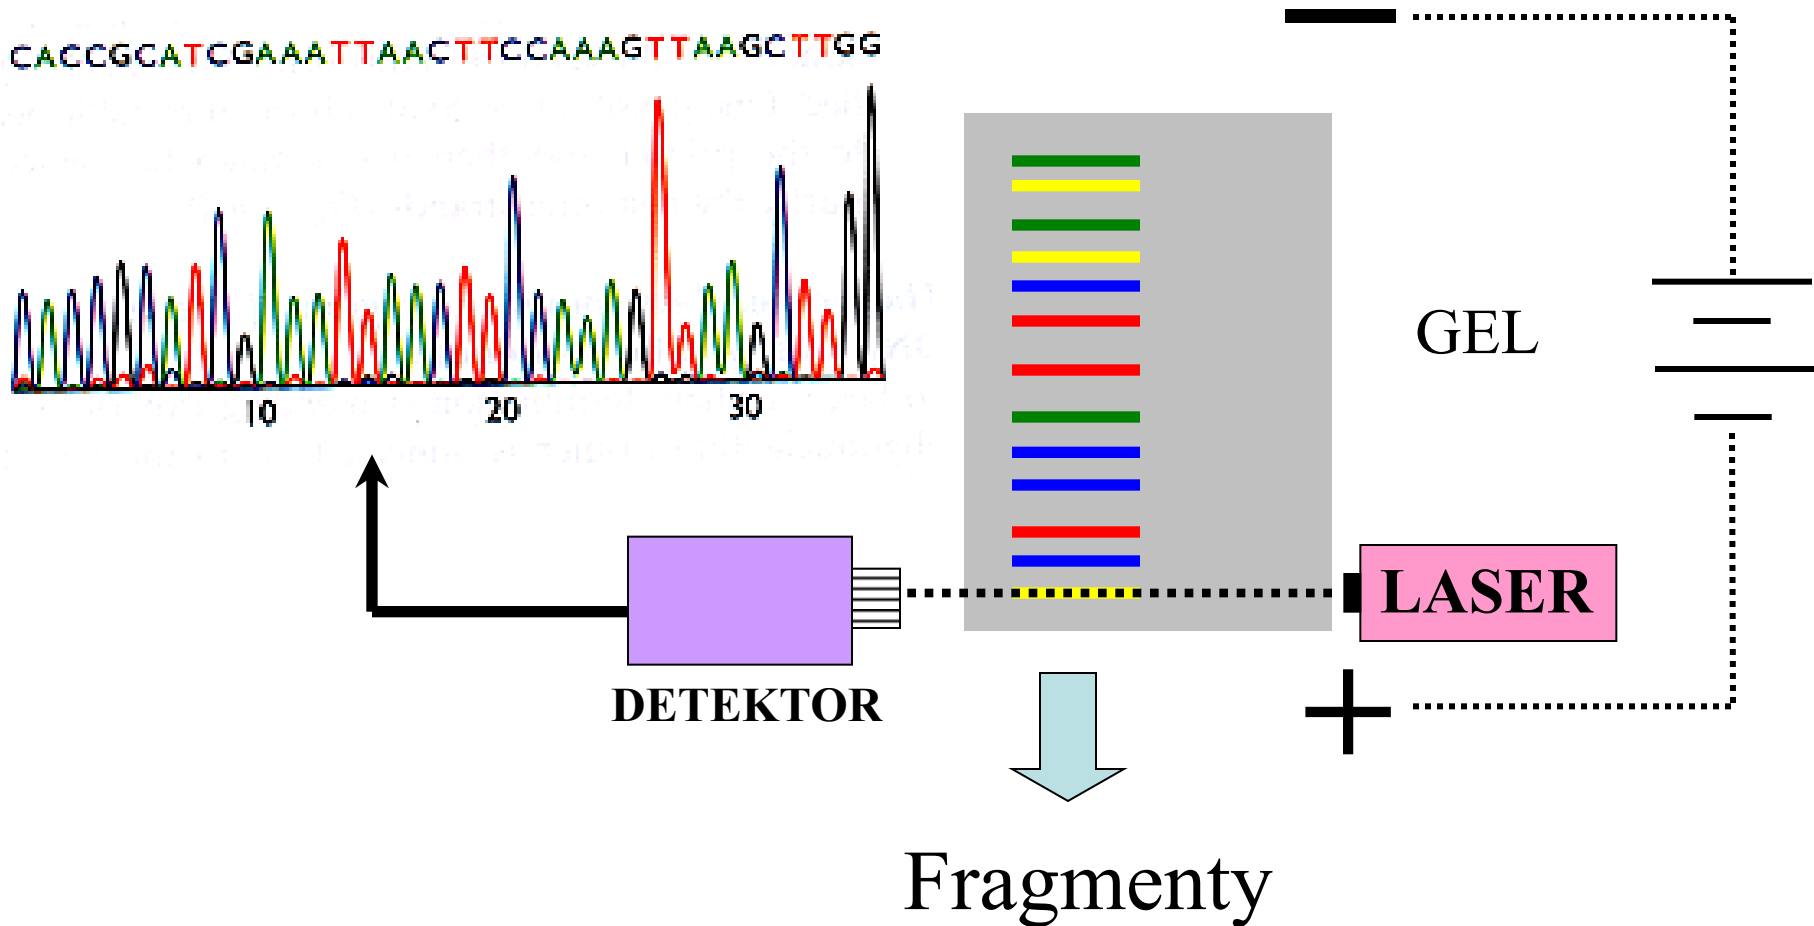 CACCGCATCGAAATTAACTTCCAAAGTTAAGCTTGG
10 20 30
GEL
LASER
DETEKTOR
Fragmenty